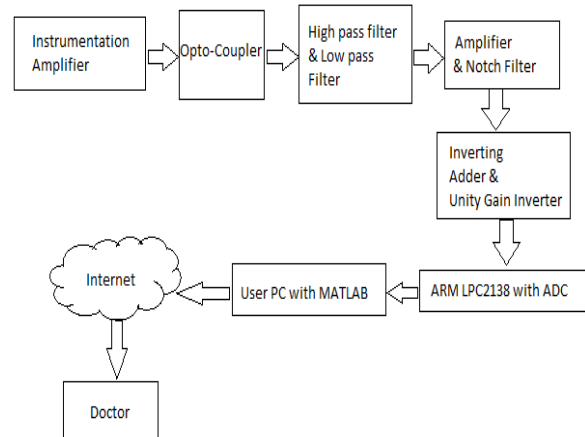 Instrumentation
Amplifier
Opto-Coupler
High pass filter
& Low pass
Filter
Amplifier
& Notch Filter
Inverting
Adder &
Unity Gain Inverter
ARM LPC2138 with ADC
User PC with MATLAB
Internet
Doctor